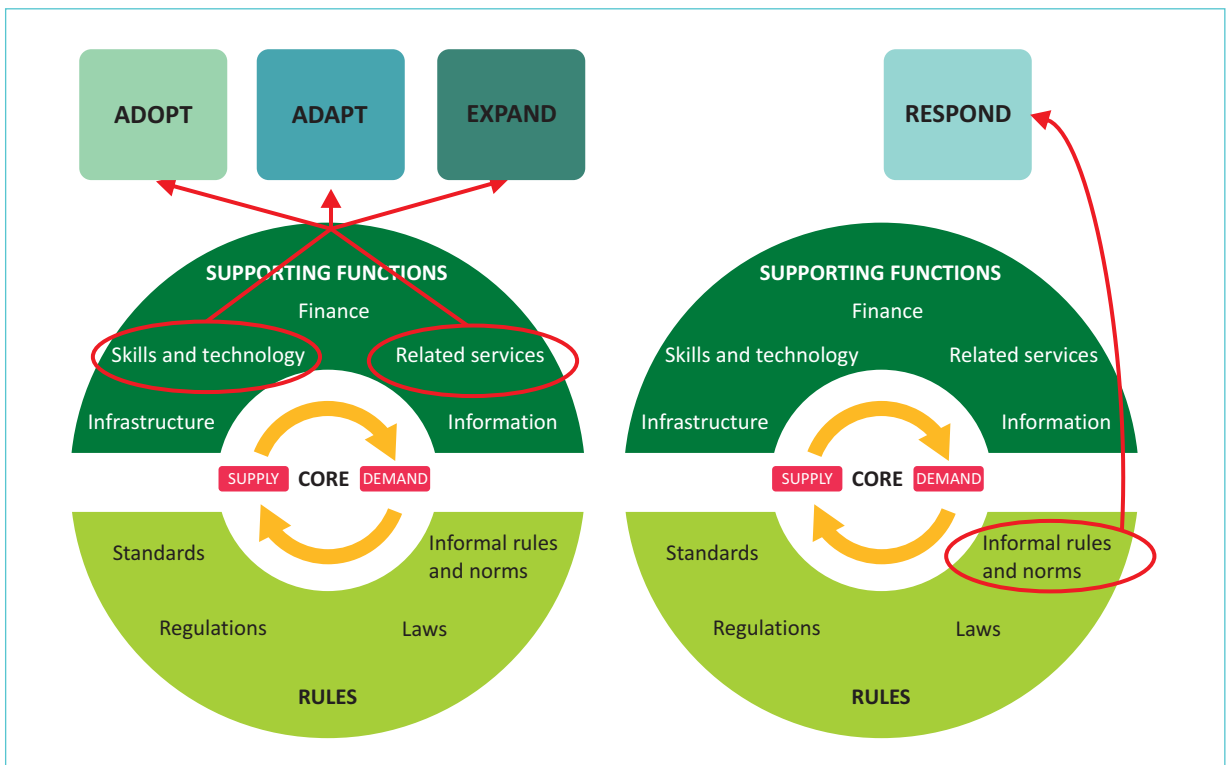 ADOPT
ADAPT
EXPAND
RESPOND
SUPPORTING FUNCTIONS
Finance
Skills and technology
Related services
Infrastructure
Information
SUPPLY
CORE
DEMAND
Standards
Informal rules
and norms
Regulations
Laws
RULES
SUPPORTING FUNCTIONS
Finance
Skills and technology
Related services
Infrastructure
Information
SUPPLY
CORE
DEMAND
Standards
Informal rules
and norms
Regulations
Laws
RULES